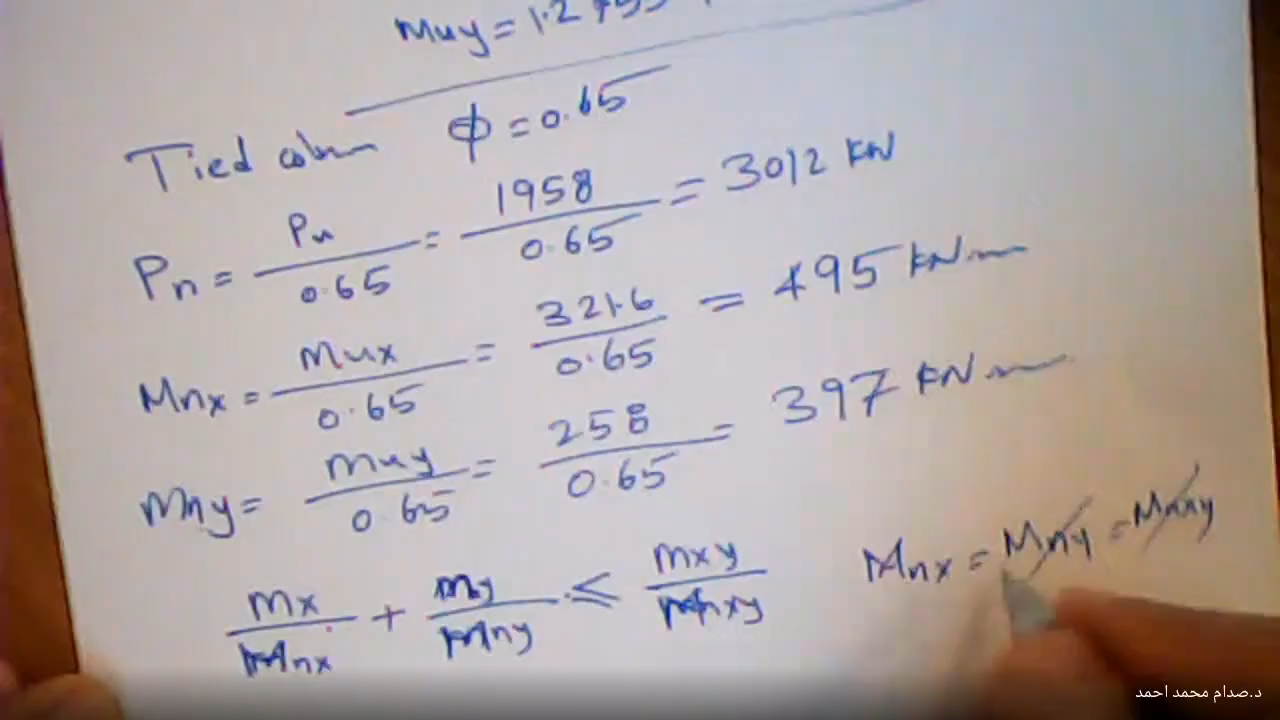 Muy = 1.2 *
Tied column ϕ = 0.65
Pn = Pu / 0.65 = 1958 / 0.65 = 3012 KN
Mnx = Mux / 0.65 = 321.6 / 0.65 = 495 KN.m
Mny = Muy / 0.65 = 258 / 0.65 = 397 KN.m
Mx / Mnx + My / Mny ≤ Mxy / Mnxy
Mnx = Mny = Mnxy
د.صدام محمد احمد